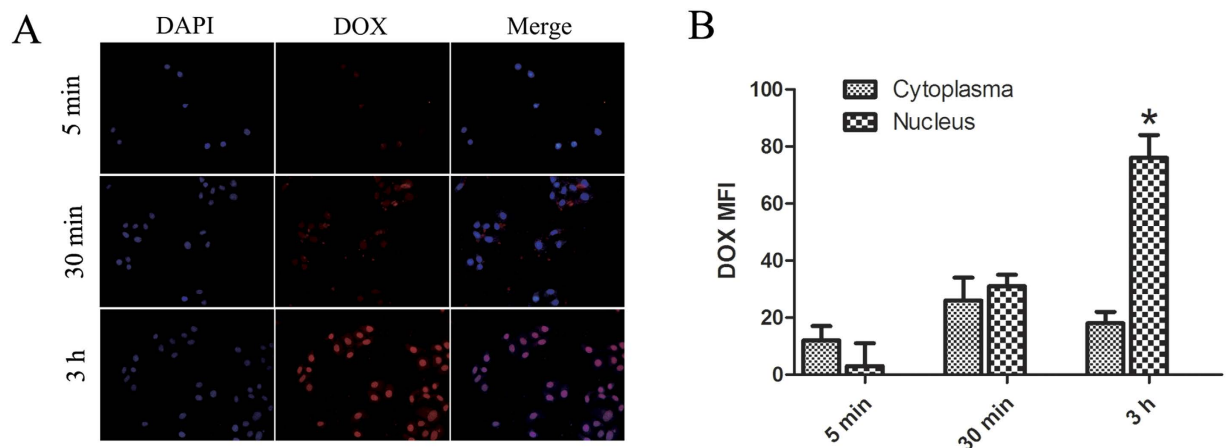 A
DAPI DOX Merge
5 min
30 min
3 h
B
Cytoplasma
Nucleus
*
DOX MFI
100
80
60
40
20
0
5 min 30 min 3 h